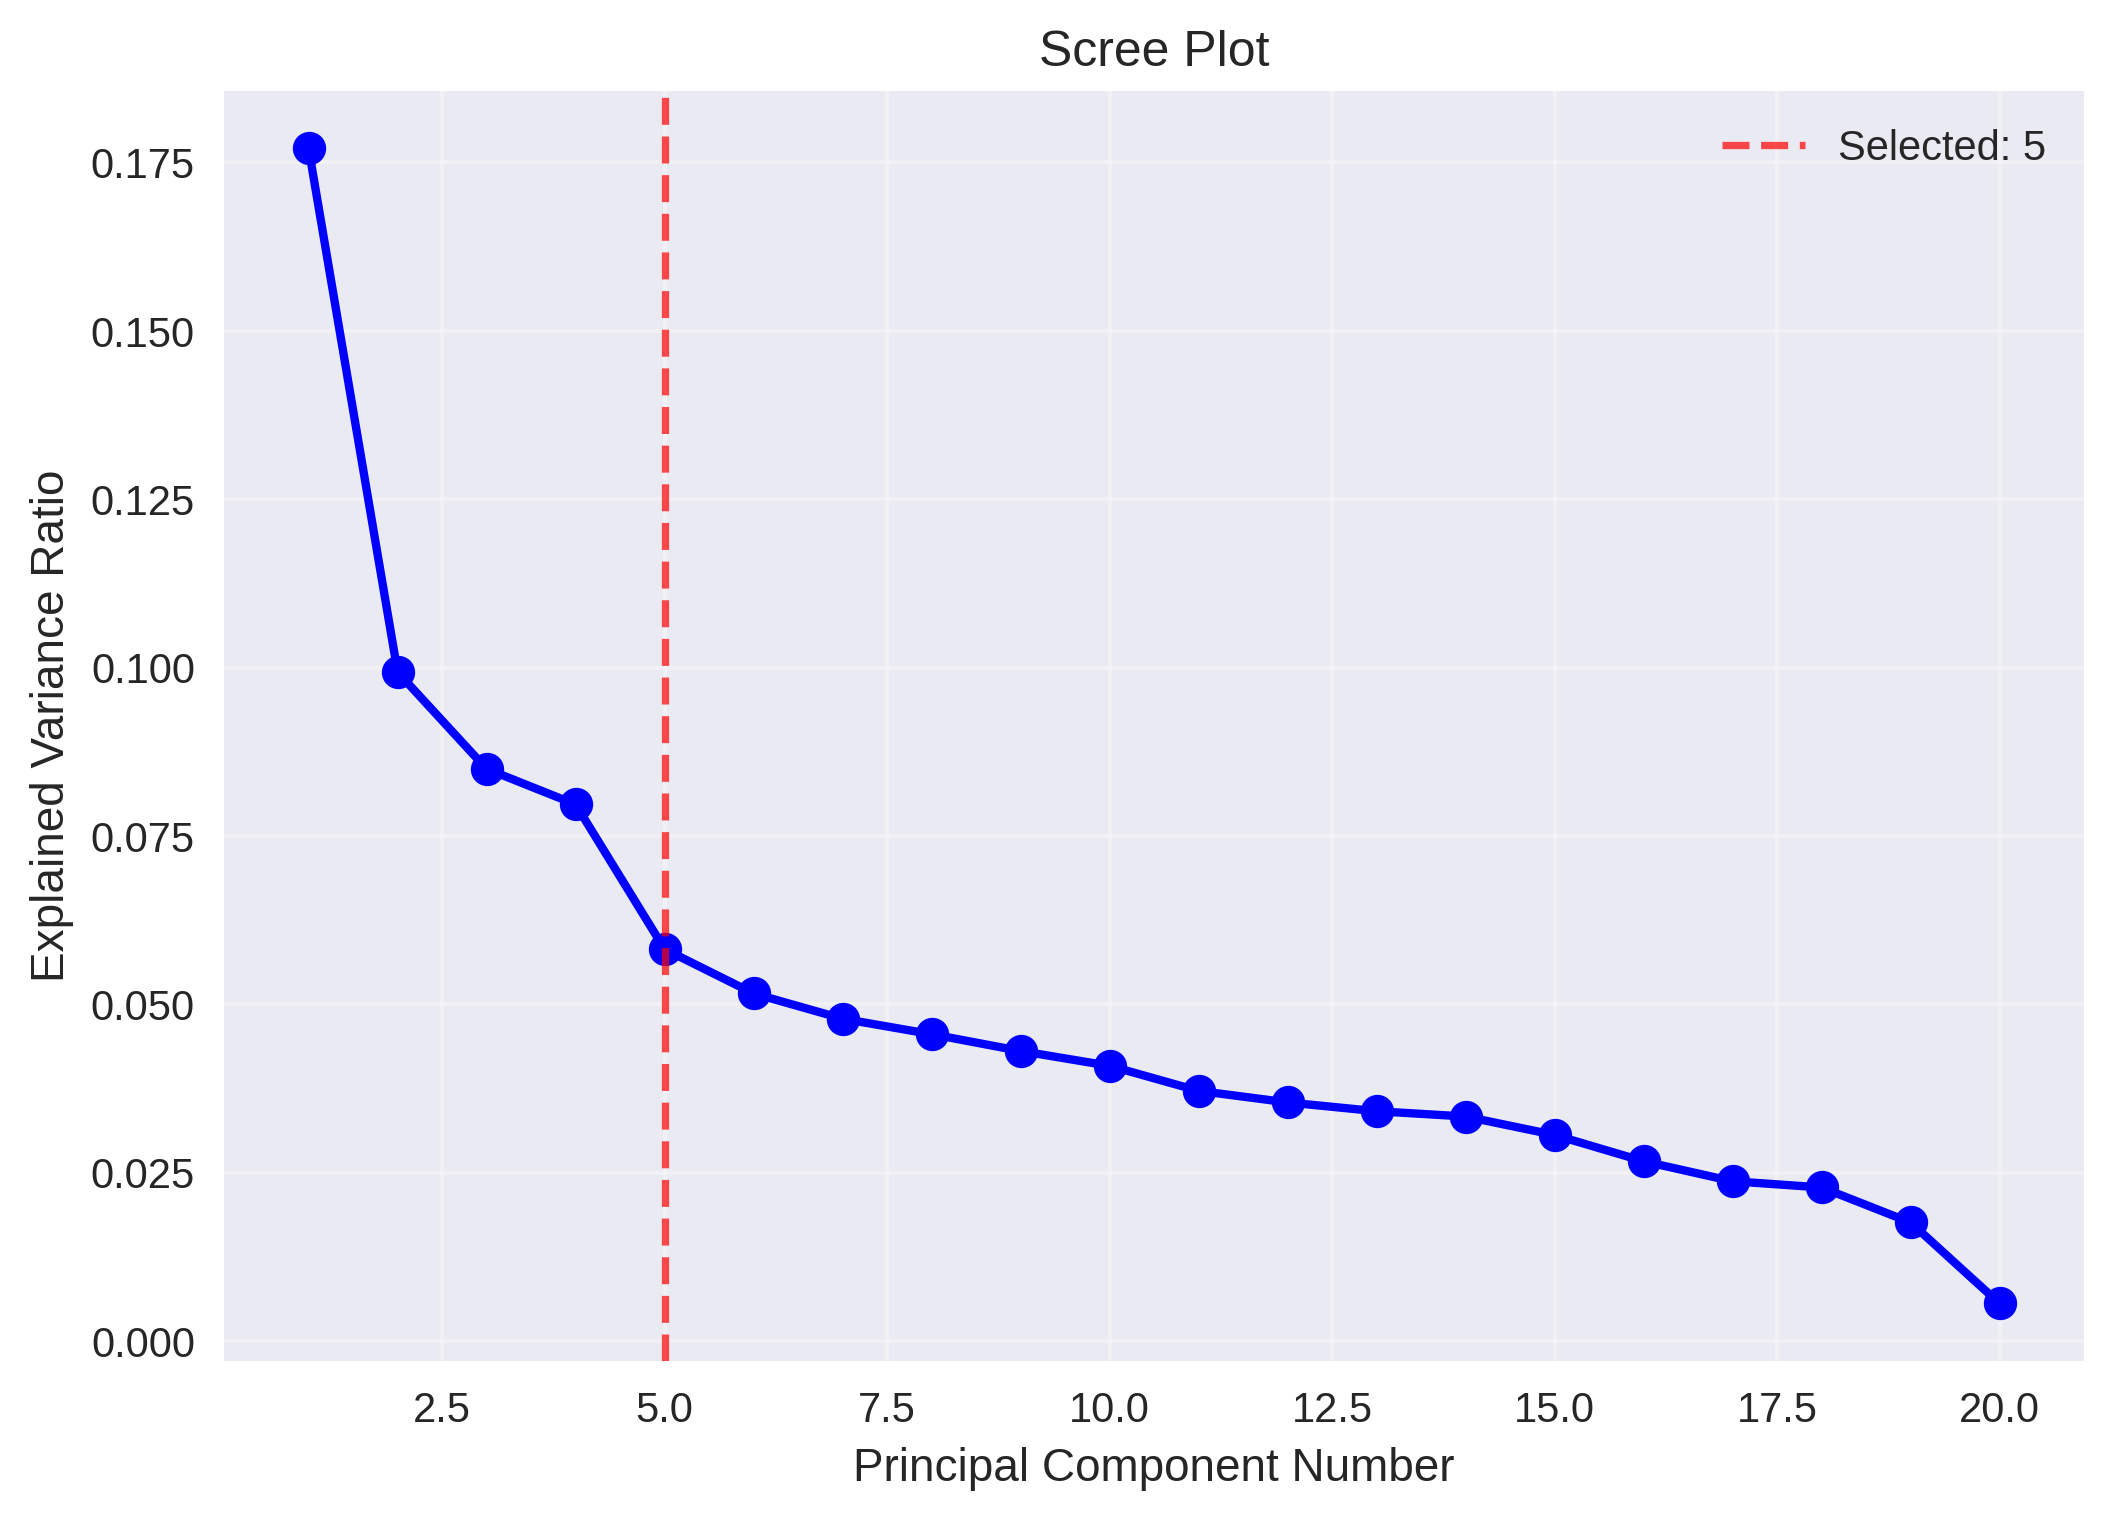 Scree Plot
Selected: 5
Explained Variance Ratio
0.175
0.150
0.125
0.100
0.075
0.050
0.025
0.000
2.5 5.0 7.5 10.0 12.5 15.0 17.5 20.0
Principal Component Number